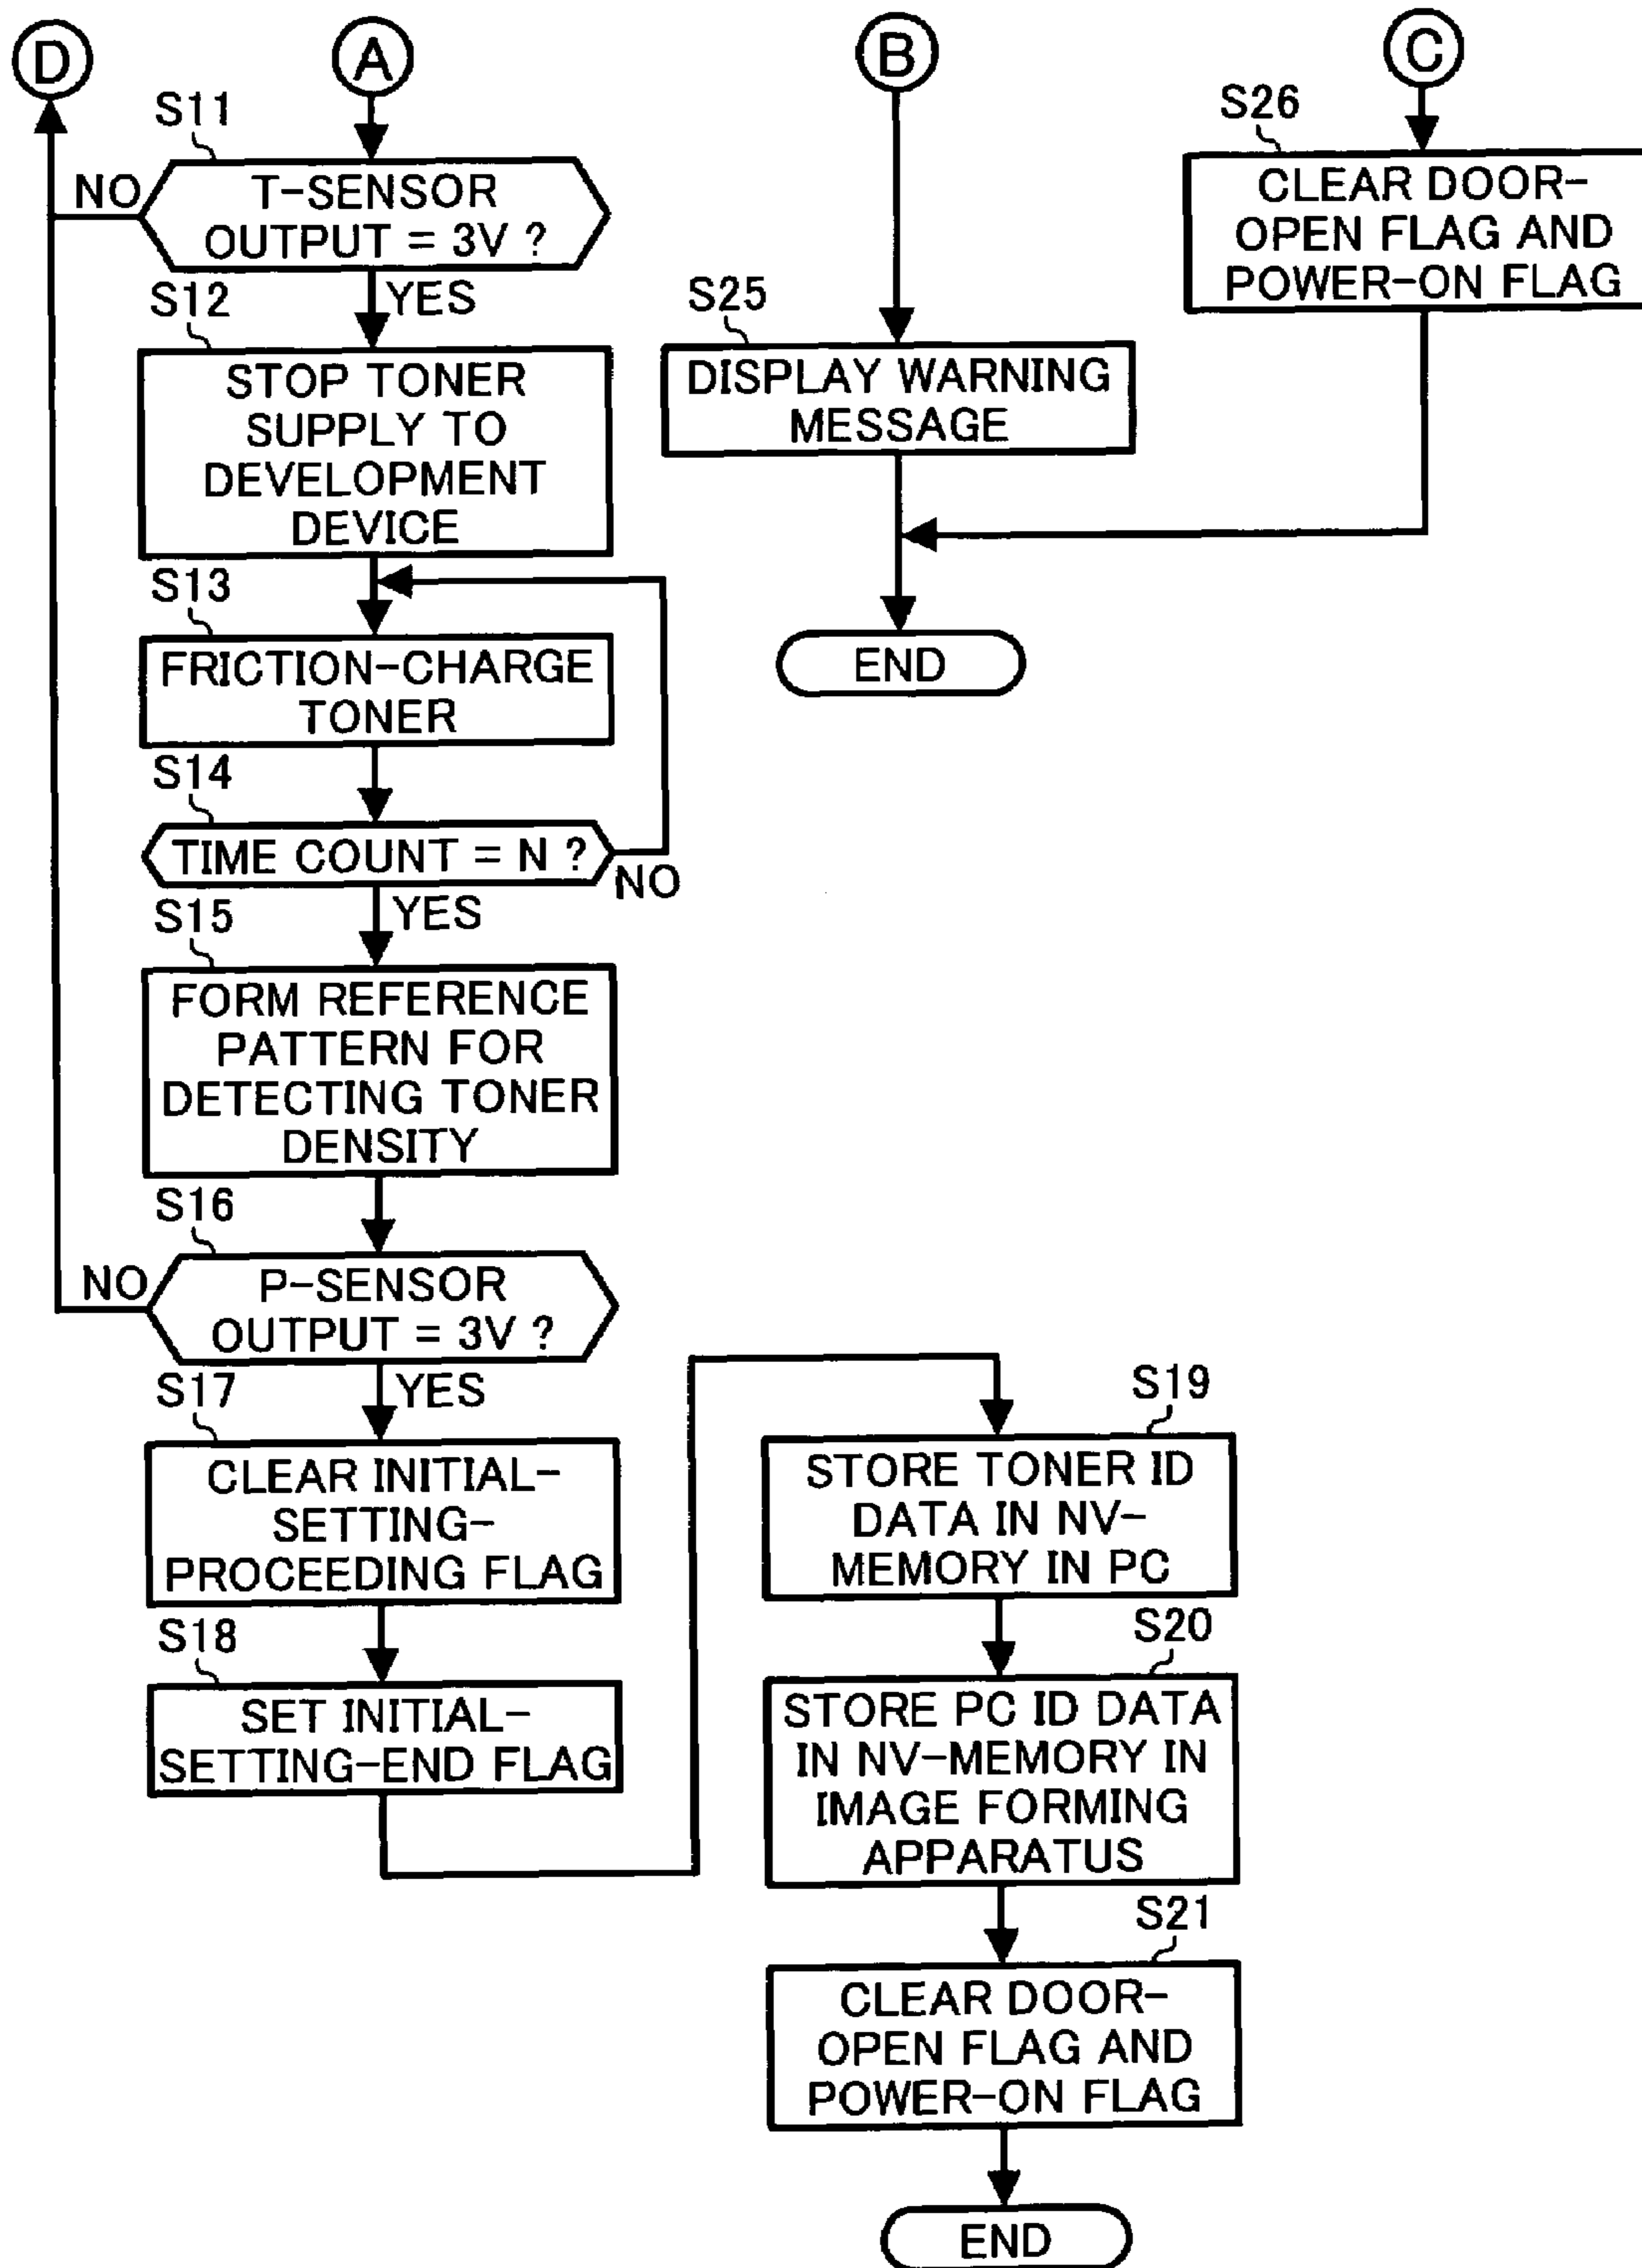 D
A
S11
T-SENSOR
OUTPUT = 3V ?
NO
YES
S12
STOP TONER
SUPPLY TO
DEVELOPMENT
DEVICE
S13
FRICTION-CHARGE
TONER
S14
TIME COUNT = N ?
NO
YES
S15
FORM REFERENCE
PATTERN FOR
DETECTING TONER
DENSITY
S16
P-SENSOR
OUTPUT = 3V ?
NO
YES
S17
CLEAR INITIAL-
SETTING-
PROCEEDING FLAG
S18
SET INITIAL-
SETTING-END FLAG
S19
STORE TONER ID
DATA IN NV-
MEMORY IN PC
S20
STORE PC ID DATA
IN NV-MEMORY IN
IMAGE FORMING
APPARATUS
S21
CLEAR DOOR-
OPEN FLAG AND
POWER-ON FLAG
END
B
S25
DISPLAY WARNING
MESSAGE
END
C
S26
CLEAR DOOR-
OPEN FLAG AND
POWER-ON FLAG